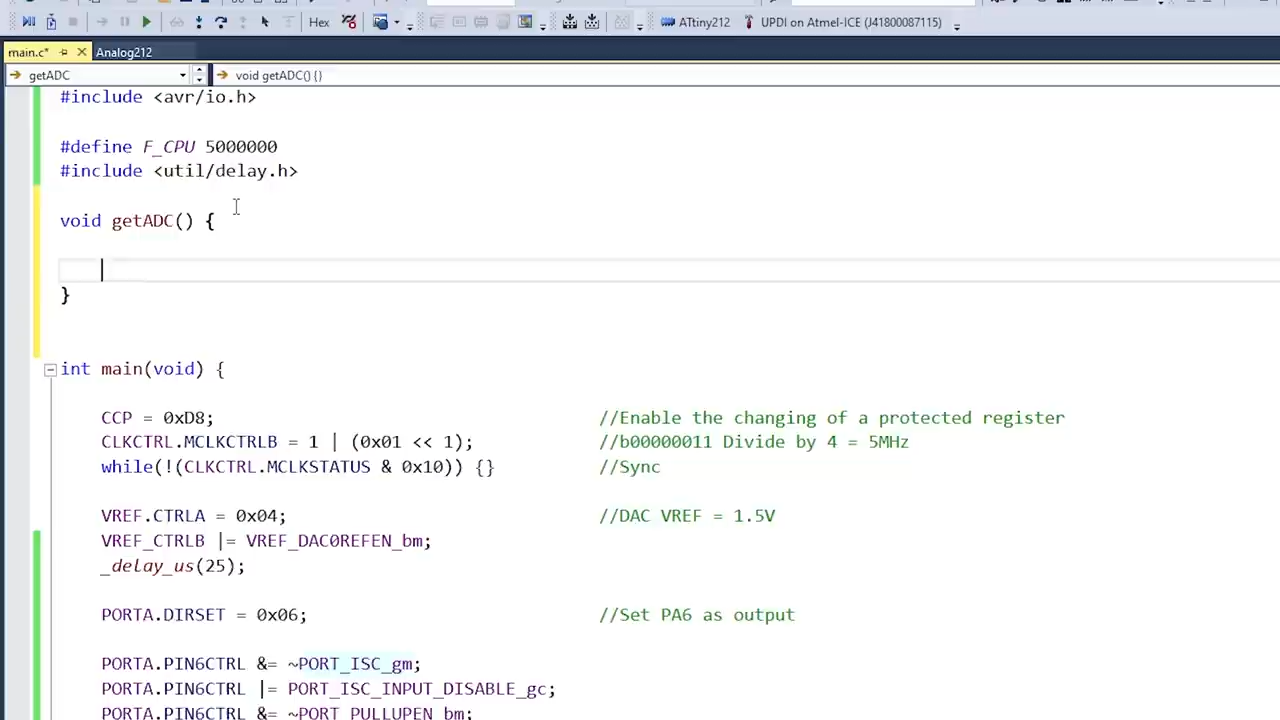 Hex ATtiny212 UPDI on Atmel-ICE (J41800087115)
main.c* Analog212
getADC void getADC() {}
#include <avr/io.h>
#define F_CPU 5000000
#include <util/delay.h>
void getADC() {
}
int main(void) {
CCP = 0xD8; //Enable the changing of a protected register
CLKCTRL.MCLKCTRLB = 1 | (0x01 << 1); //b00000011 Divide by 4 = 5MHz
while(!(CLKCTRL.MCLKSTATUS & 0x10)) {} //Sync
VREF.CTRLA = 0x04; //DAC VREF = 1.5V
VREF_CTRLB |= VREF_DAC0REFEN_bm;
_delay_us(25);
PORTA.DIRSET = 0x06; //Set PA6 as output
PORTA.PIN6CTRL &= ~PORT_ISC_gm;
PORTA.PIN6CTRL |= PORT_ISC_INPUT_DISABLE_gc;
PORTA.PIN6CTRL &= ~PORT_PULLUPEN_bm;